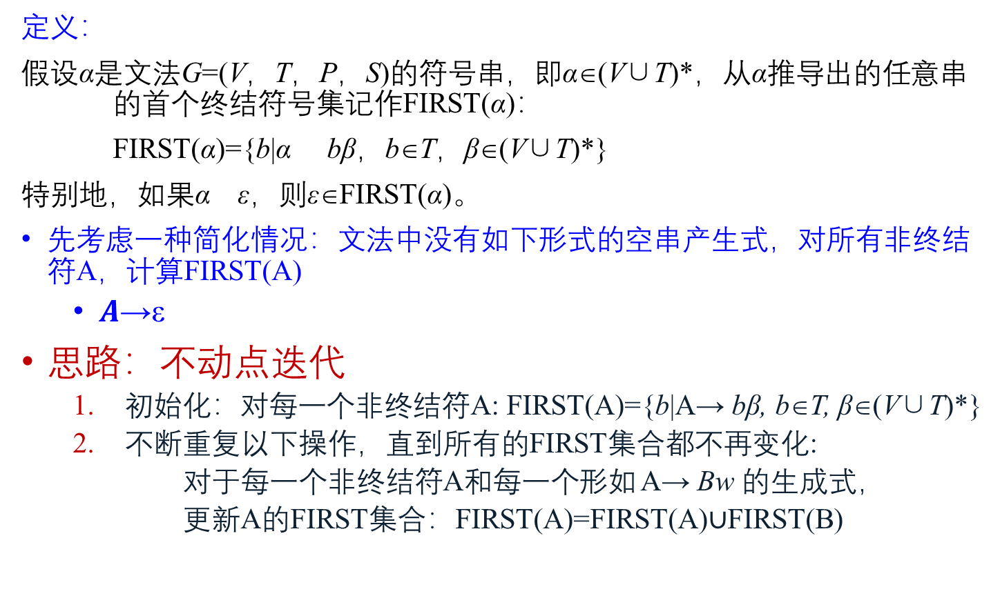 定义：
假设α是文法G=(V，T，P，S)的符号串，即α∈(V∪T)*，从α推导出的任意串
的首个终结符号集记作FIRST(α)：
FIRST(α)={b|α bβ，b∈T，β∈(V∪T)*}
特别地，如果α ε，则ε∈FIRST(α)。
• 先考虑一种简化情况：文法中没有如下形式的空串产生式，对所有非终结
符A，计算FIRST(A)
• A→ε
• 思路：不动点迭代
1. 初始化：对每一个非终结符A: FIRST(A)={b|A→ bβ, b∈T, β∈(V∪T)*}
2. 不断重复以下操作，直到所有的FIRST集合都不再变化:
对于每一个非终结符A和每一个形如 A→ Bw 的生成式，
更新A的FIRST集合：FIRST(A)=FIRST(A)∪FIRST(B)